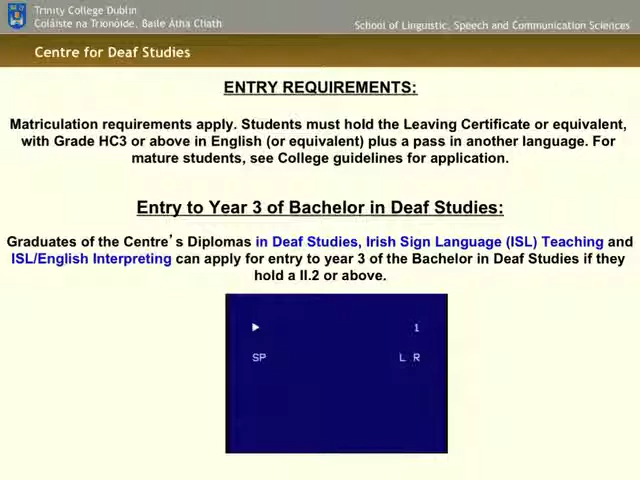 Trinity College Dublin
Coláiste na Tríonóide, Baile Átha Cliath
School of Linguistic, Speech and Communication Sciences
Centre for Deaf Studies
ENTRY REQUIREMENTS:
Matriculation requirements apply. Students must hold the Leaving Certificate or equivalent,
with Grade HC3 or above in English (or equivalent) plus a pass in another language. For
mature students, see College guidelines for application.
Entry to Year 3 of Bachelor in Deaf Studies:
Graduates of the Centre’s Diplomas in Deaf Studies, Irish Sign Language (ISL) Teaching and
ISL/English Interpreting can apply for entry to year 3 of the Bachelor in Deaf Studies if they
hold a II.2 or above.
1
SP L R